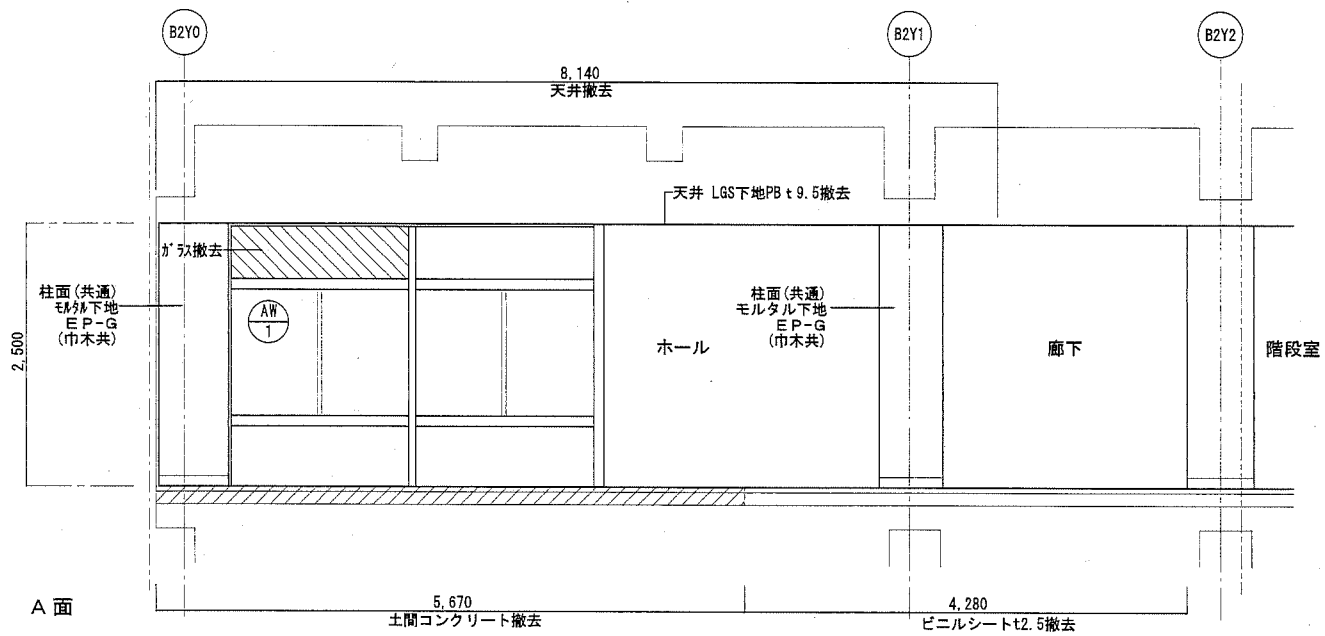 B2Y0
B2Y1
B2Y2
8,140
天井撤去
天井 LGS下地PBｔ9.5撤去
ｶﾞﾗｽ撤去
柱面(共通)
ﾓﾙﾀﾙ下地
ＥＰ-Ｇ
(巾木共)
AW
1
2,500
ホール
柱面(共通)
モルタル下地
ＥＰ-Ｇ
(巾木共)
廊下
階段室
A面
5,670
土間コンクリート撤去
4,280
ビニルシートt2.5撤去